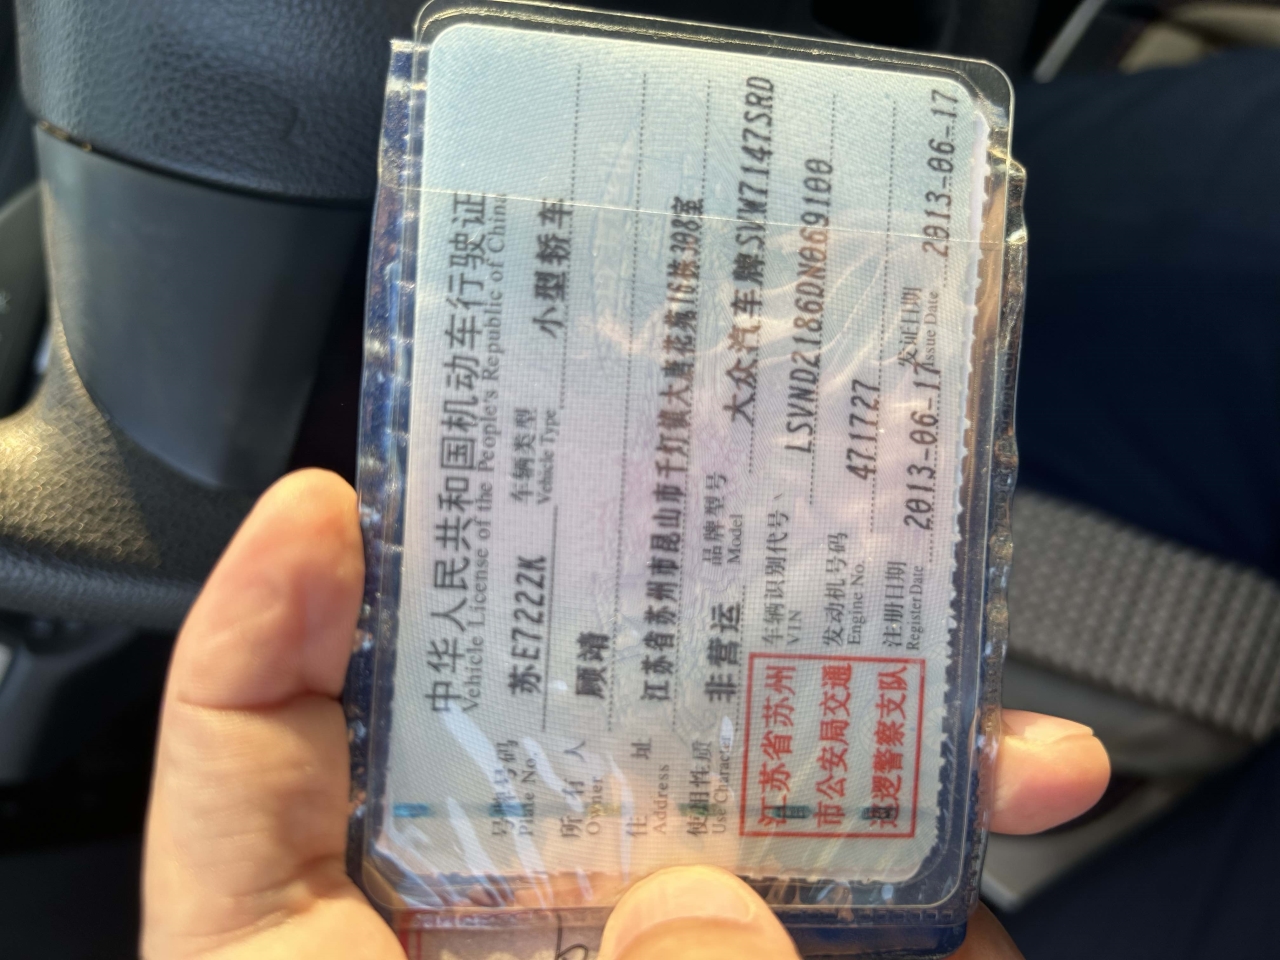 中华人民共和国机动车行驶证
Vehicle License of the People's Republic of China
号牌号码 Plate No. 苏E7222K 车辆类型 Vehicle Type 小型轿车
所有人 Owner 顾靖
住址 Address 江苏省苏州市昆山市千灯镇大唐花苑16栋308室
使用性质 Use Character 非营运 品牌型号 Model 大众汽车牌SVW7147SRD
江苏省苏州
市公安局交通
巡逻警察支队
车辆识别代号 VIN LSVND2186DN069100
发动机号码 Engine No. 471727
注册日期 Register Date 2013-06-17 发证日期 Issue Date 2013-06-17